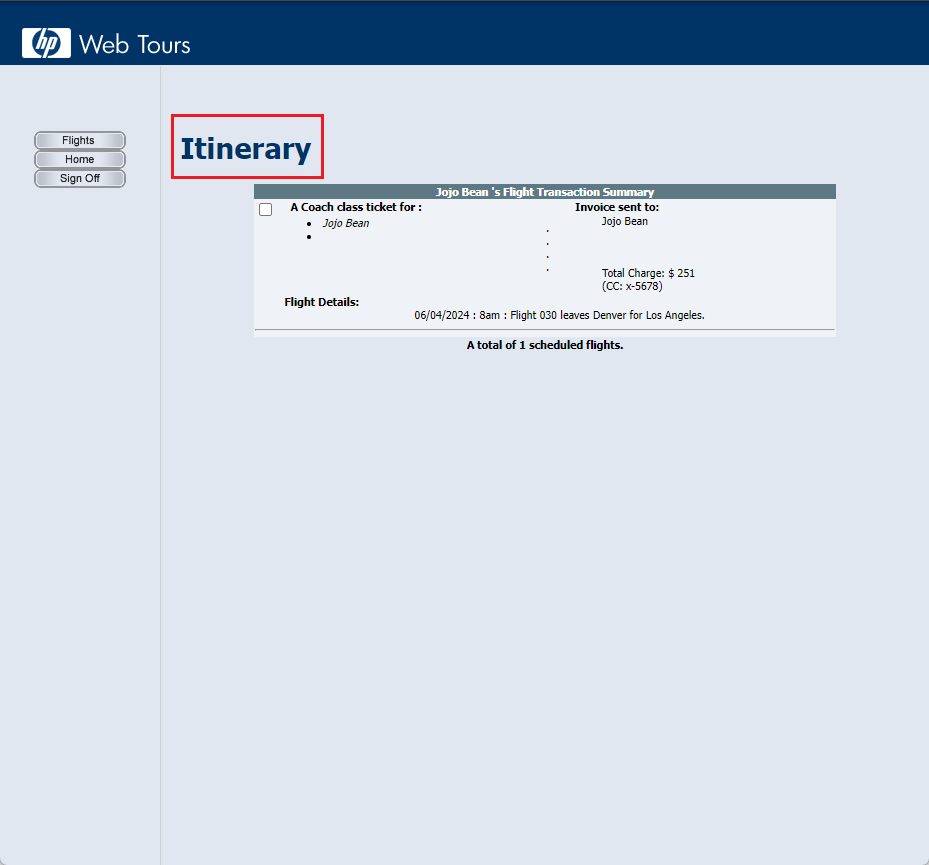 hp Web Tours
Flights
Home
Sign Off
Itinerary
Jojo Bean 's Flight Transaction Summary
A Coach class ticket for :
Invoice sent to:
• Jojo Bean
Jojo Bean
•
.
.
.
.
Total Charge: $ 251
(CC: x-5678)
Flight Details:
06/04/2024 : 8am : Flight 030 leaves Denver for Los Angeles.
A total of 1 scheduled flights.